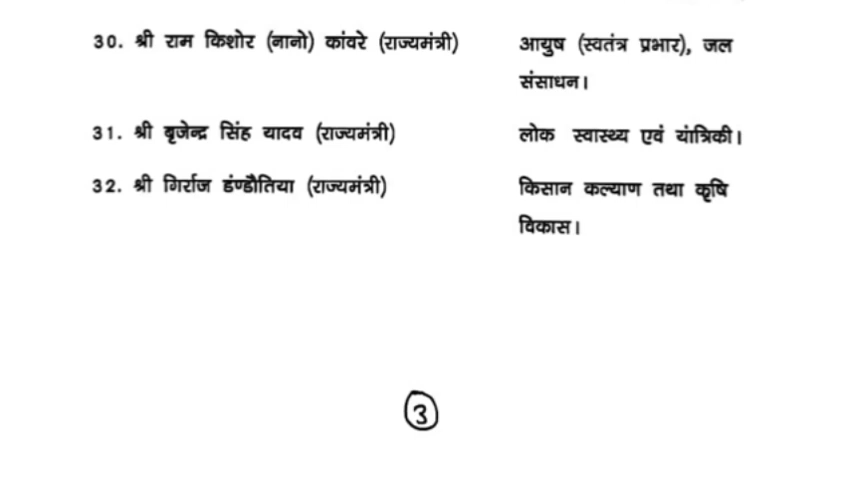 30. श्री राम किशोर (नानो) कांवरे (राज्यमंत्री) आयुष (स्वतंत्र प्रभार), जल
संसाधन।
31. श्री बृजेन्द्र सिंह यादव (राज्यमंत्री) लोक स्वास्थ्य एवं यांत्रिकी।
32. श्री गिर्राज डंण्डौतिया (राज्यमंत्री) किसान कल्याण तथा कृषि
विकास।
3